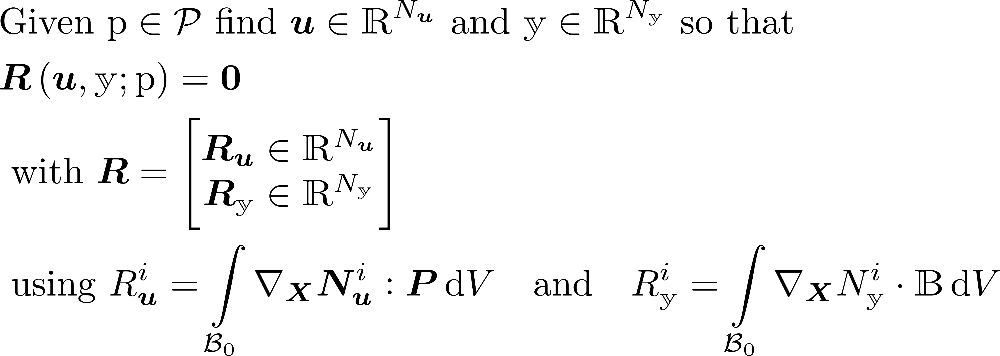 Given p ∈ 𝒫 find 𝒖 ∈ ℝ^{N_𝒖} and 𝕪 ∈ ℝ^{N_𝕪} so that
𝑹 (𝒖, 𝕪; p) = 𝟎
with 𝑹 = [ 𝑹_𝒖 ∈ ℝ^{N_𝒖}
𝑹_𝕪 ∈ ℝ^{N_𝕪} ]
using R^i_𝒖 = ∫_{ℬ_0} ∇_𝑿 𝑵^i_𝒖 : 𝑷 dV and R^i_𝕪 = ∫_{ℬ_0} ∇_𝑿 N^i_𝕪 · 𝔹 dV